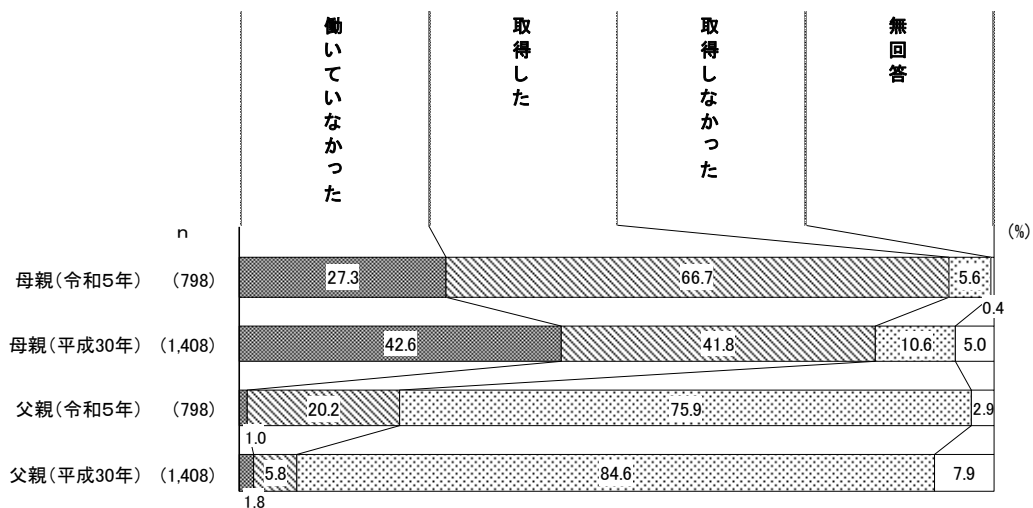 働いていなかった
取得した
取得しなかった
無回答
n
(%)
母親(令和5年) (798) 27.3 66.7 5.6 0.4
母親(平成30年) (1,408) 42.6 41.8 10.6 5.0
父親(令和5年) (798) 1.0 20.2 75.9 2.9
父親(平成30年) (1,408) 1.8 5.8 84.6 7.9